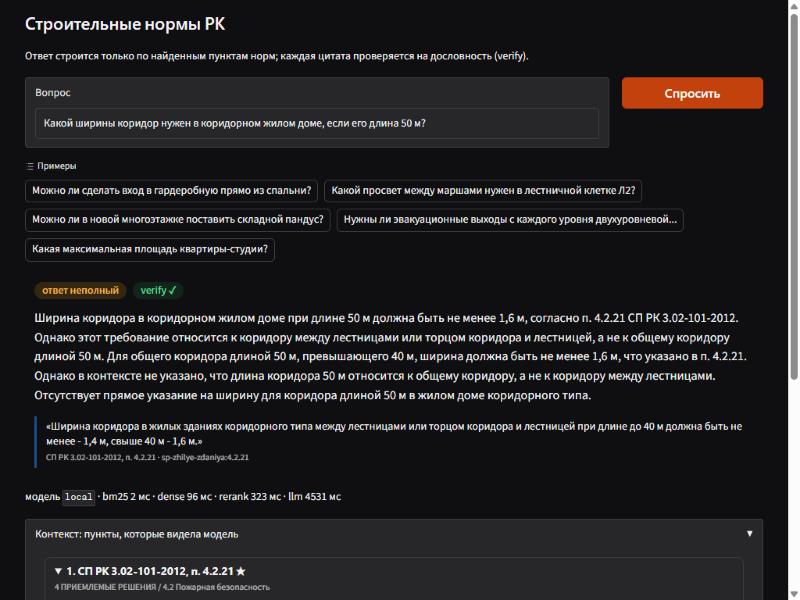 Строительные нормы РК
Ответ строится только по найденным пунктам норм; каждая цитата проверяется на дословность (verify).
Вопрос
Какой ширины коридор нужен в коридорном жилом доме, если его длина 50 м?
Спросить
Примеры
Можно ли сделать вход в гардеробную прямо из спальни?
Какой просвет между маршами нужен в лестничной клетке Л2?
Можно ли в новой многоэтажке поставить складной пандус?
Нужны ли эвакуационные выходы с каждого уровня двухуровневой...
Какая максимальная площадь квартиры-студии?
ответ неполный
verify ✓
Ширина коридора в коридорном жилом доме при длине 50 м должна быть не менее 1,6 м, согласно п. 4.2.21 СП РК 3.02-101-2012.
Однако это требование относится к коридору между лестницами или торцом коридора и лестницей, а не к общему коридору
длиной 50 м. Для общего коридора длиной 50 м, превышающего 40 м, ширина должна быть не менее 1,6 м, что указано в п. 4.2.21.
Однако в контексте не указано, что длина коридора 50 м относится к общему коридору, а не к коридору между лестницами.
Отсутствует прямое указание на ширину для коридора длиной 50 м в жилом доме коридорного типа.
«Ширина коридора в жилых зданиях коридорного типа между лестницами или торцом коридора и лестницей при длине до 40 м должна быть не
менее - 1,4 м, свыше 40 м - 1,6 м.»
СП РК 3.02-101-2012, п. 4.2.21 · sp-zhilye-zdaniya:4.2.21
модель local · bm25 2 мс · dense 96 мс · rerank 323 мс · llm 4531 мс
Контекст: пункты, которые видела модель ▼
▼ 1. СП РК 3.02-101-2012, п. 4.2.21 ★
4 ПРИЕМЛЕМЫЕ РЕШЕНИЯ / 4.2 Пожарная безопасность